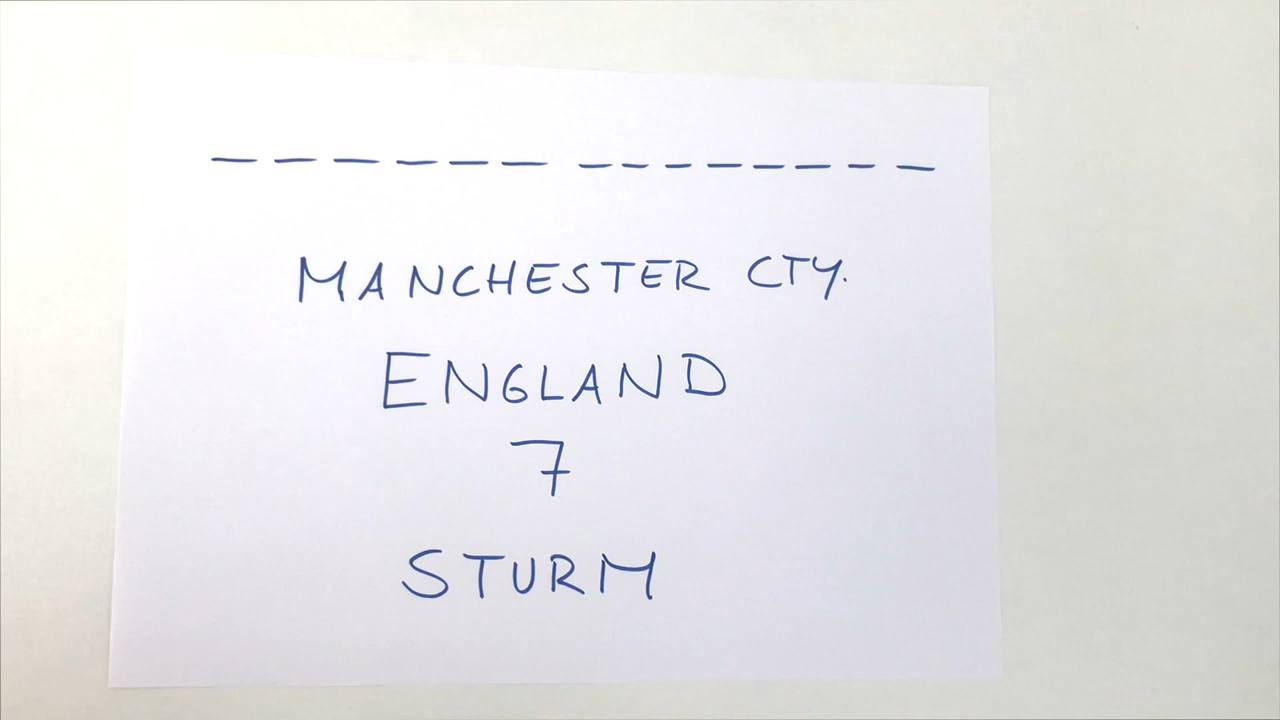 _ _ _ _ _ _ _ _ _ _ _ _ _ _
MANCHESTER CTY.
ENGLAND
7
STURM